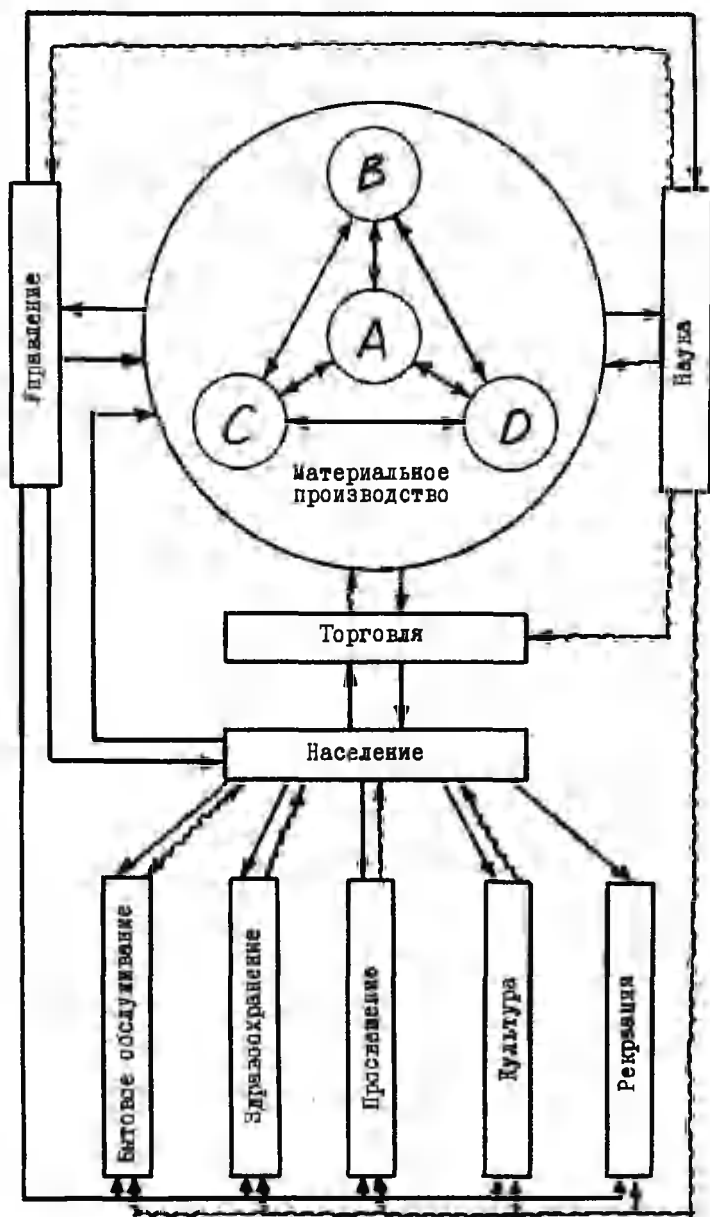 B
Управление
A
Наука
C
D
Материальное
производство
Торговля
Население
Бытовое обслуживание
Здравоохранение
Просвещение
Культура
Рекреация